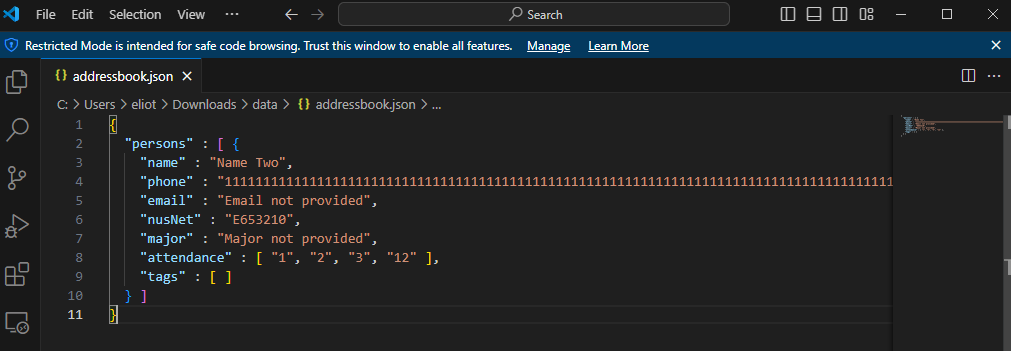 File Edit Selection View ... Search
Restricted Mode is intended for safe code browsing. Trust this window to enable all features. Manage Learn More
{} addressbook.json
C: > Users > eliot > Downloads > data > {} addressbook.json > ...
1 {
2 "persons" : [ {
3 "name" : "Name Two",
4 "phone" : "111111111111111111111111111111111111111111111111111111111111111111111111111111111111111
5 "email" : "Email not provided",
6 "nusNet" : "E653210",
7 "major" : "Major not provided",
8 "attendance" : [ "1", "2", "3", "12" ],
9 "tags" : [ ]
10 } ]
11 }